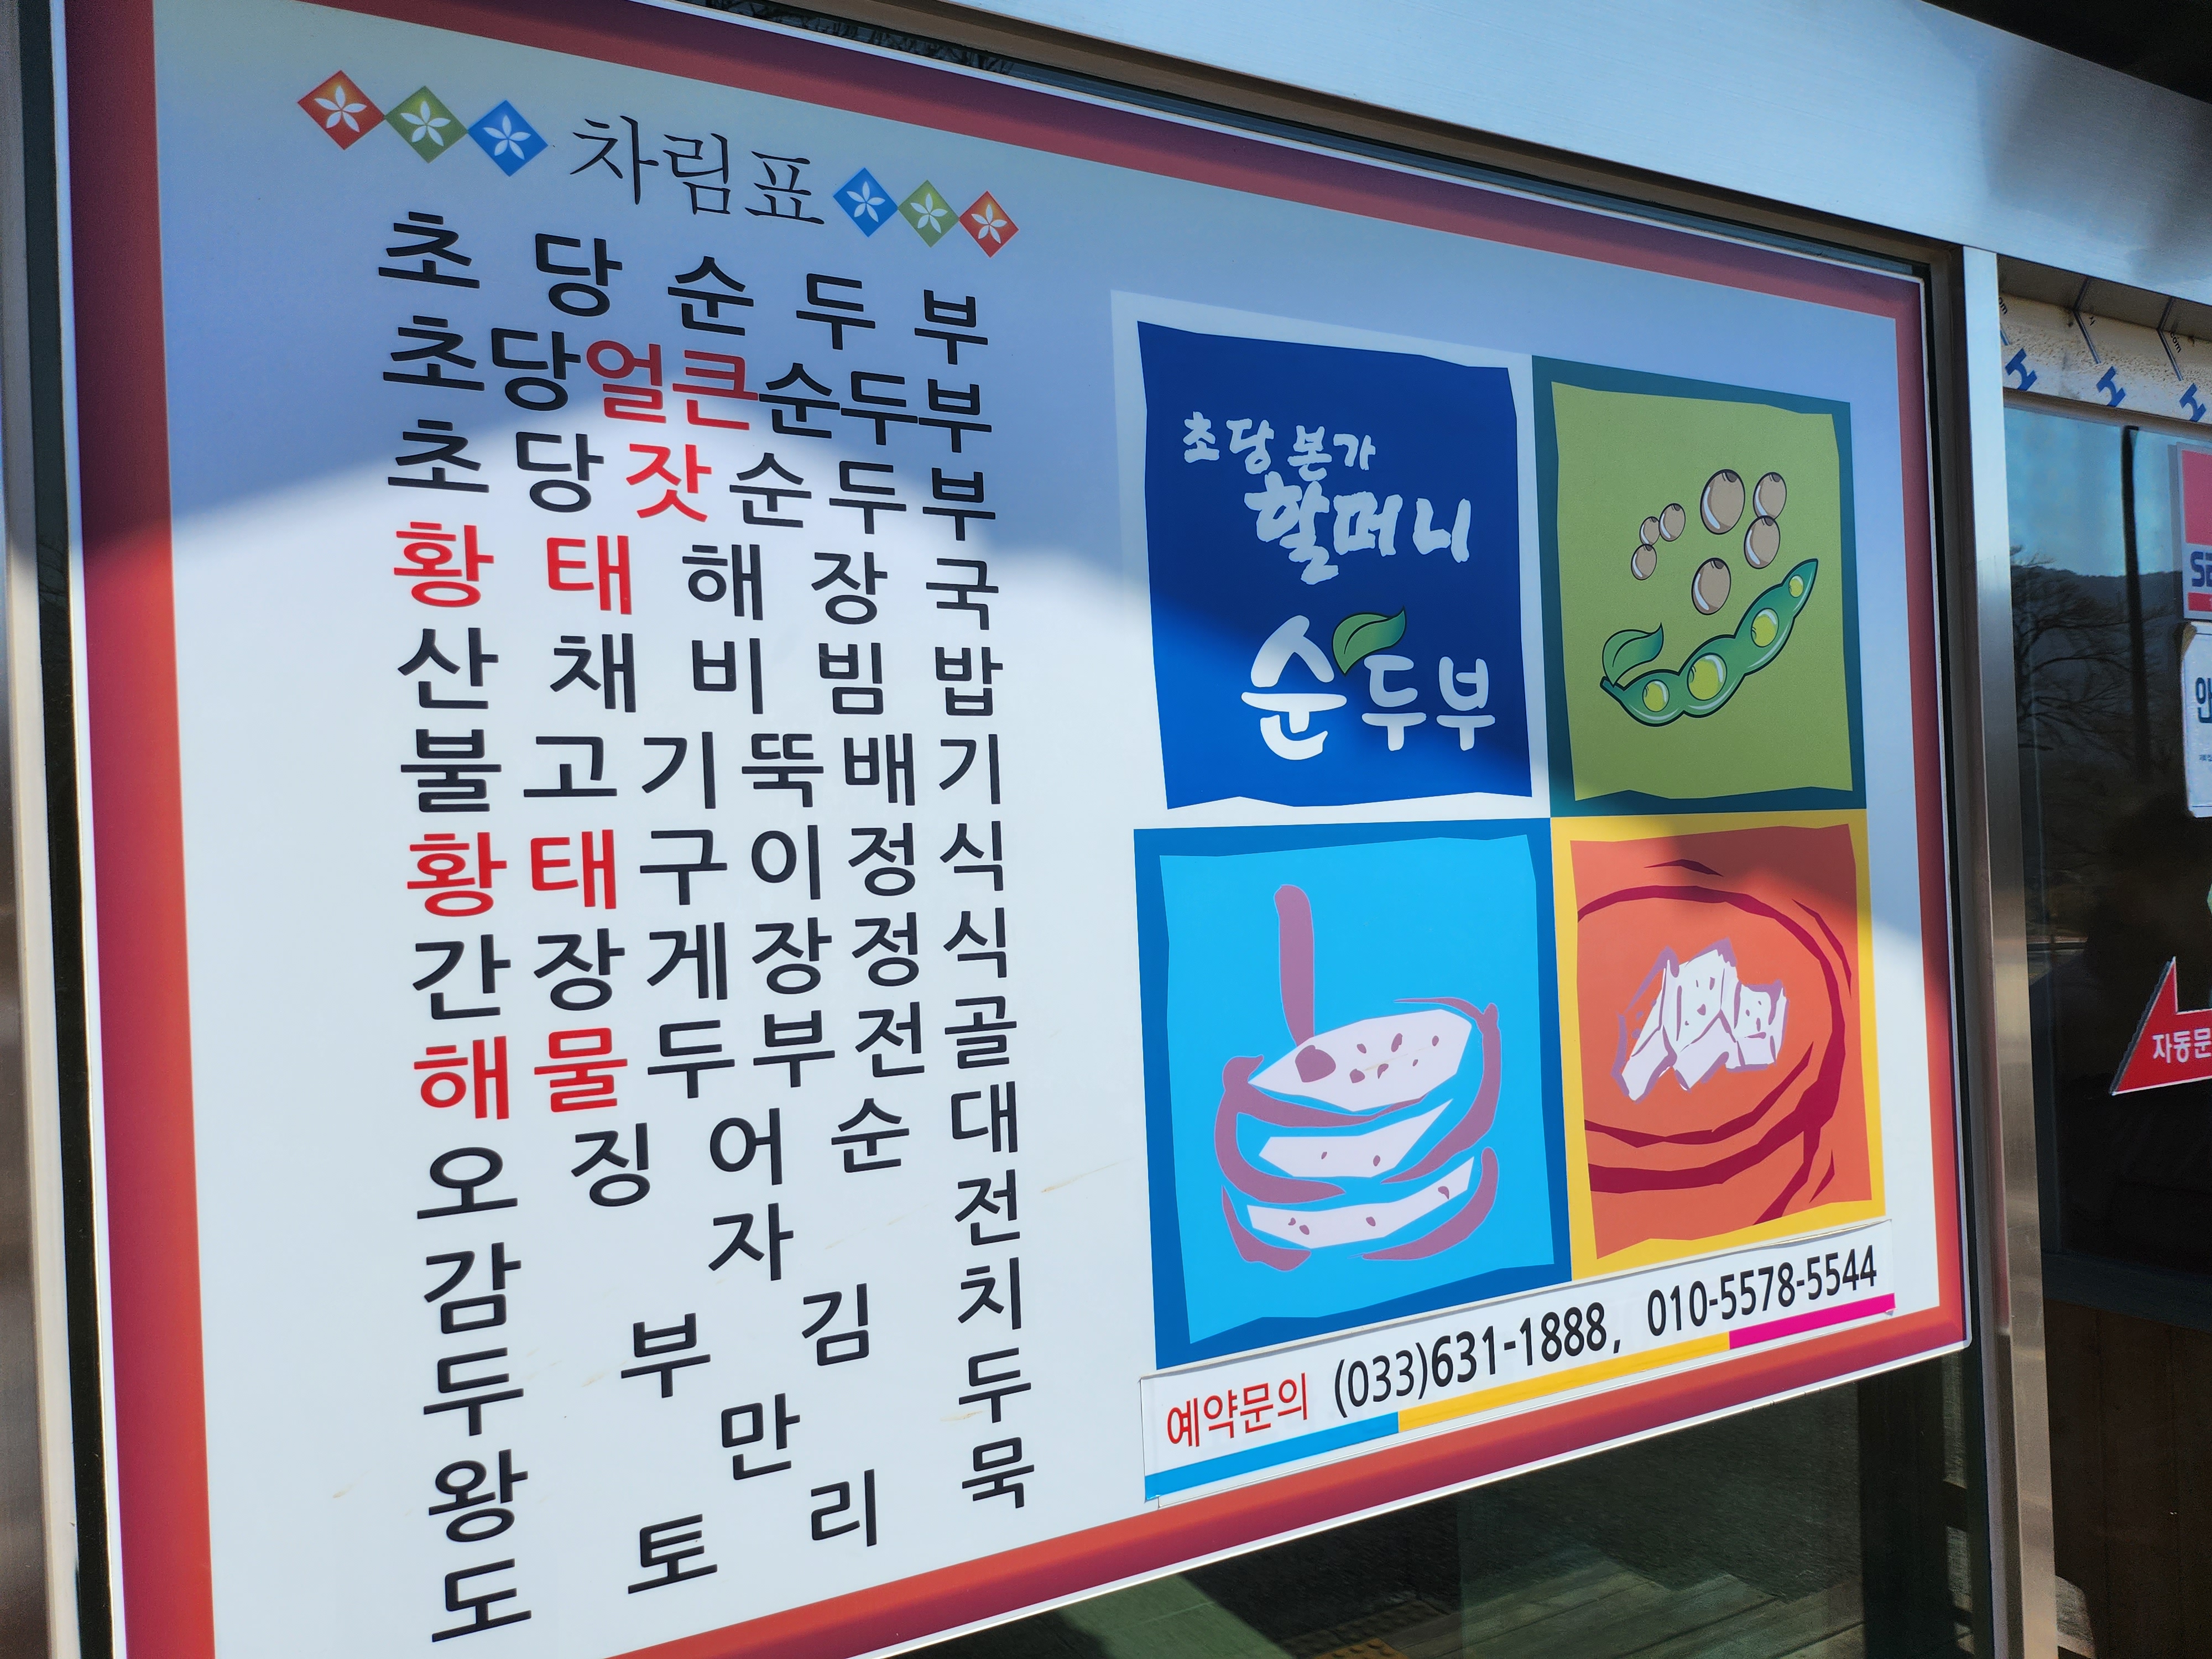 차림표
초 당 순 두 부
초당얼큰순두부
초 당 잣 순 두 부
황 태 해 장 국
산 채 비 빔 밥
불 고 기 뚝 배 기
황 태 구 이 정 식
간 장 게 장 정 식
해 물 두 부 전 골
오 징 어 순 대
감 자 전
두 부 김 치
왕 만 두
도 토 리 묵
초당 본가
할머니
순두부
예약문의 (033)631-1888, 010-5578-5544
자동문